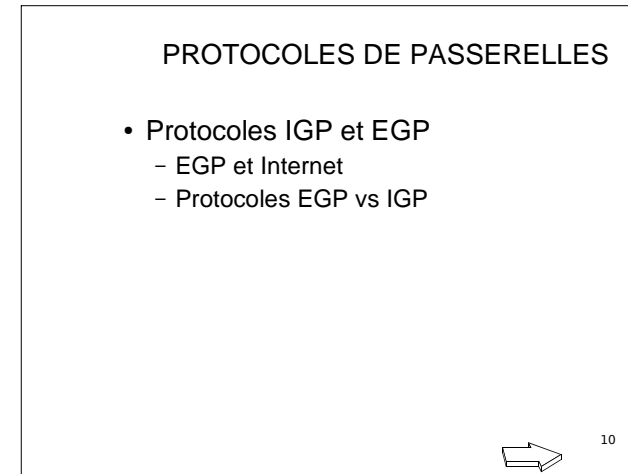 PROTOCOLES DE PASSERELLES
• Protocoles IGP et EGP
– EGP et Internet
– Protocoles EGP vs IGP
10